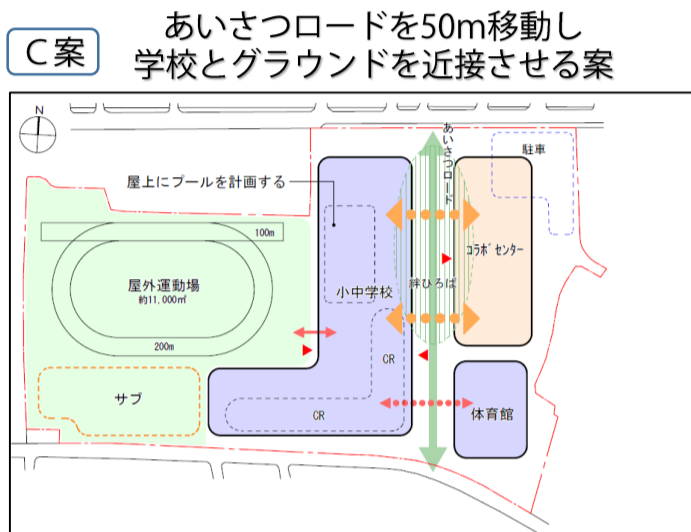 C案
あいさつロードを50m移動し
学校とグラウンドを近接させる案
N
あいさつロード
駐車
屋上にプールを計画する
100m
屋外運動場
約11,000㎡
200m
小中学校
絆ひろば
コラボセンター
サブ
CR
CR
体育館